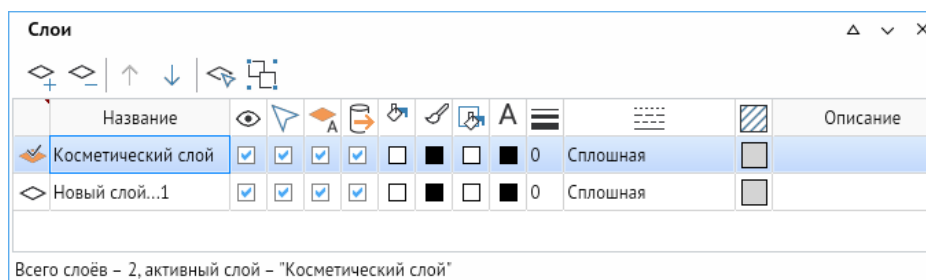 Слои
A A
Название Описание
Косметический слой 0 Сплошная
Новый слой...1 0 Сплошная
Всего слоёв – 2, активный слой – "Косметический слой"